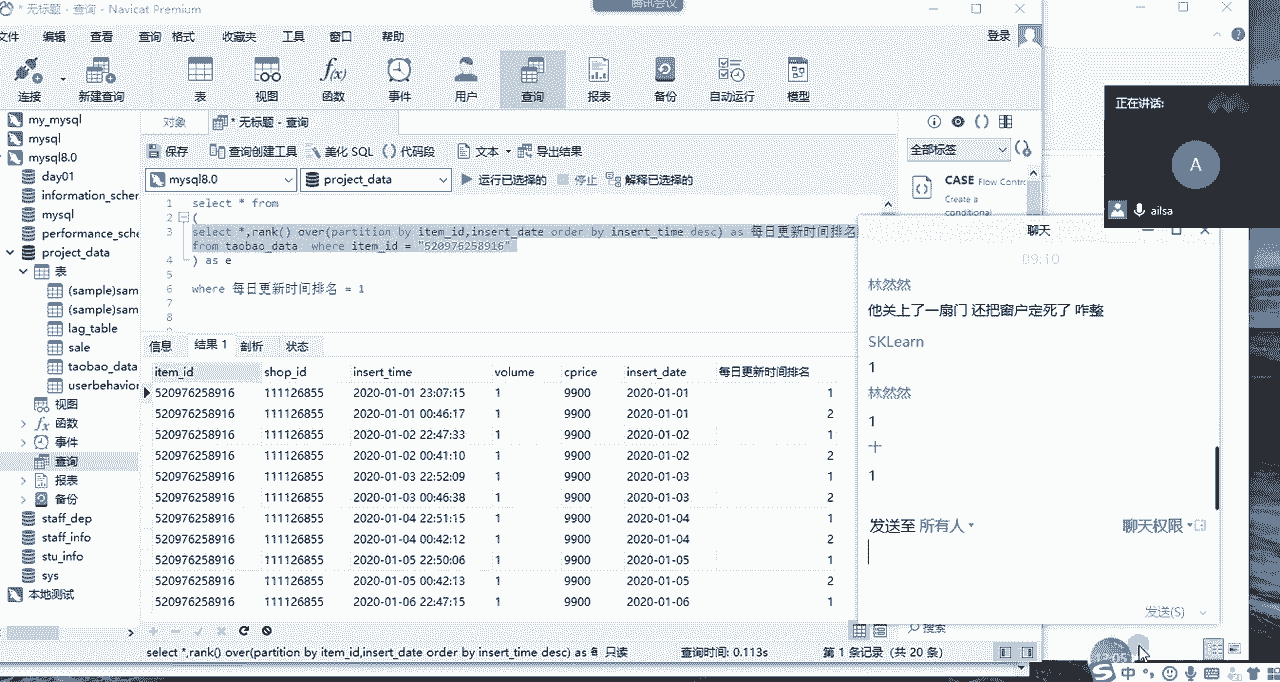 * 无标题 - 查询 - Navicat Premium
腾讯会议
文件 编辑 查看 查询 格式 收藏夹 工具 窗口 帮助
登录
连接 新建查询 表 视图 函数 事件 用户 查询 报表 备份 自动运行 模型
对象 * 无标题 - 查询
保存 查询创建工具 美化 SQL () 代码段 文本 导出结果
mysql8.0 project_data 运行已选择的 停止 解释已选择的
全部标签
CASE Flow Contr
Create a
conditional
my_mysql
mysql
mysql8.0
day01
information_scher
mysql
performance_sche
project_data
表
(sample)sam
(sample)sam
lag_table
sale
taobao_data
userbehavior
视图
函数
事件
查询
报表
备份
staff_dep
staff_info
stu_info
sys
本地测试
1 select * from
2 (
3 select *,rank() over(partition by item_id,insert_date order by insert_time desc) as 每日更新时间排名
from taobao_data where item_id = "520976258916"
4 ) as e
5
6 where 每日更新时间排名 = 1
7
8
信息 结果 1 剖析 状态
item_id shop_id insert_time volume cprice insert_date 每日更新时间排名
520976258916 111126855 2020-01-01 23:07:15 1 9900 2020-01-01 1
520976258916 111126855 2020-01-01 00:46:17 1 9900 2020-01-01 2
520976258916 111126855 2020-01-02 22:47:33 1 9900 2020-01-02 1
520976258916 111126855 2020-01-02 00:41:10 1 9900 2020-01-02 2
520976258916 111126855 2020-01-03 22:52:09 1 9900 2020-01-03 1
520976258916 111126855 2020-01-03 00:46:38 1 9900 2020-01-03 2
520976258916 111126855 2020-01-04 22:51:15 1 9900 2020-01-04 1
520976258916 111126855 2020-01-04 00:42:12 1 9900 2020-01-04 2
520976258916 111126855 2020-01-05 22:50:06 1 9900 2020-01-05 1
520976258916 111126855 2020-01-05 00:42:13 1 9900 2020-01-05 2
520976258916 111126855 2020-01-06 22:47:15 1 9900 2020-01-06 1
搜索
select *,rank() over(partition by item_id,insert_date order by insert_time desc) as 只读 查询时间: 0.113s 第 1 条记录 (共 20 条)
正在讲话:
A
ailsa
聊天
09:10
林然然
他关上了一扇门 还把窗户定死了 咋整
SKLearn
1
林然然
1
十
1
发送至 所有人
聊天权限
发送(S)
中